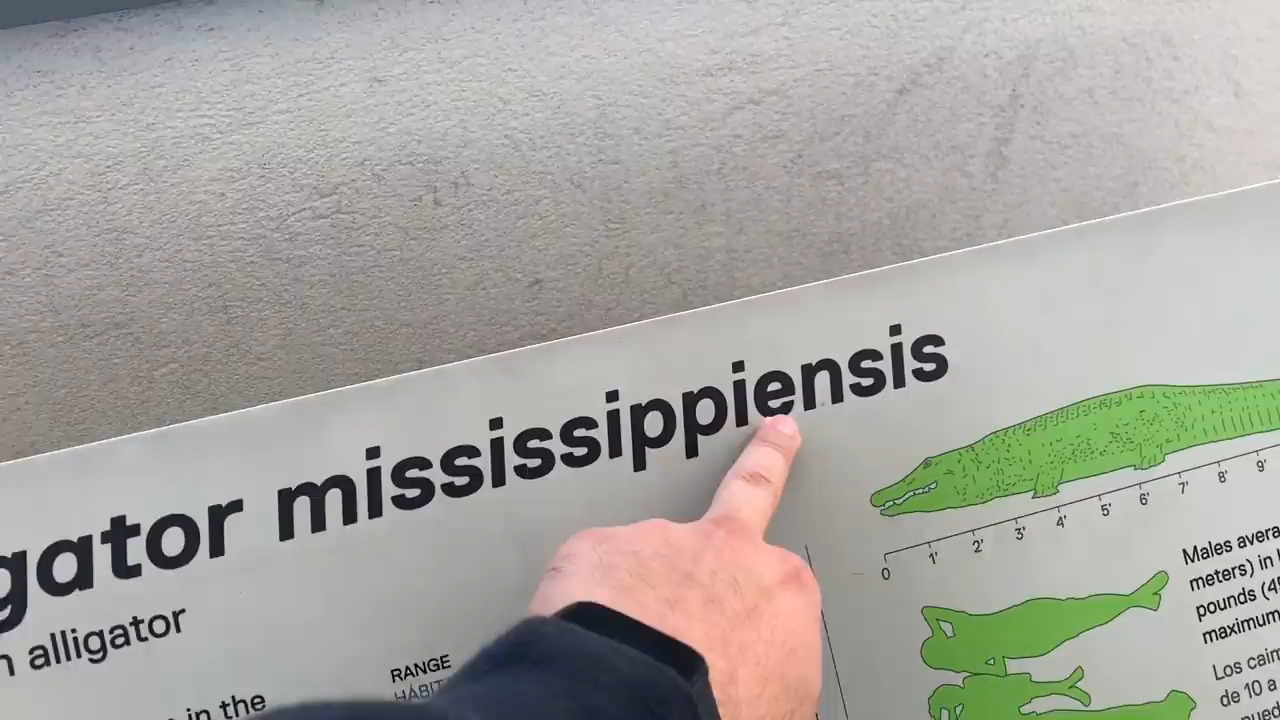 gator mississippiensis
alligator
in the
RANGE
HÁBIT
0 1' 2' 3' 4' 5' 6' 7' 8' 9'
Males avera
meters) in
pounds (4
maximum
Los caim
de 10 a